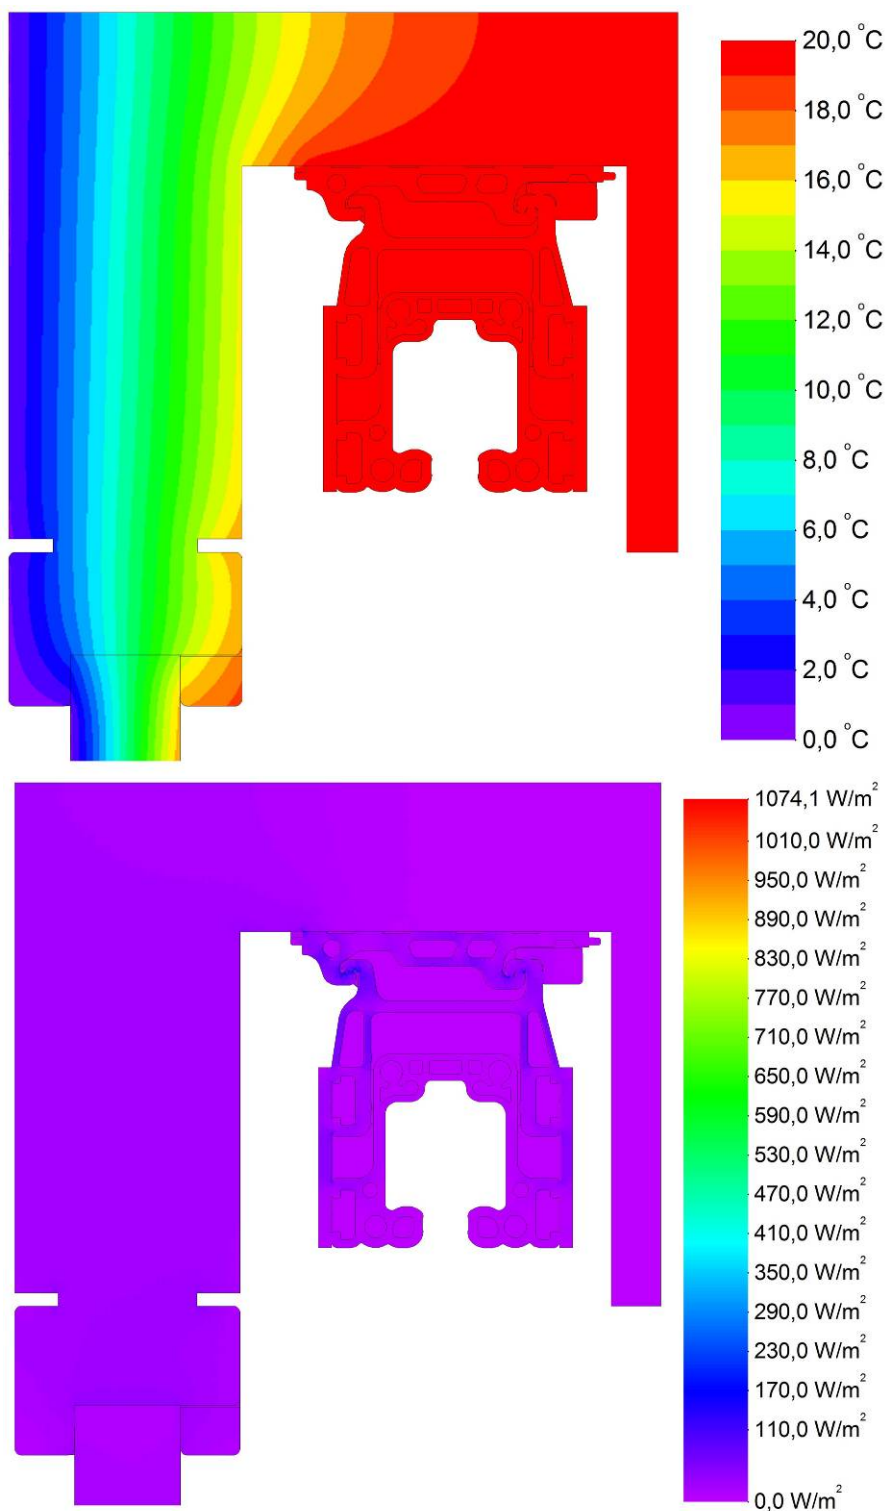 20,0 °C
18,0 °C
16,0 °C
14,0 °C
12,0 °C
10,0 °C
8,0 °C
6,0 °C
4,0 °C
2,0 °C
0,0 °C
1074,1 W/m²
1010,0 W/m²
950,0 W/m²
890,0 W/m²
830,0 W/m²
770,0 W/m²
710,0 W/m²
650,0 W/m²
590,0 W/m²
530,0 W/m²
470,0 W/m²
410,0 W/m²
350,0 W/m²
290,0 W/m²
230,0 W/m²
170,0 W/m²
110,0 W/m²
0,0 W/m²